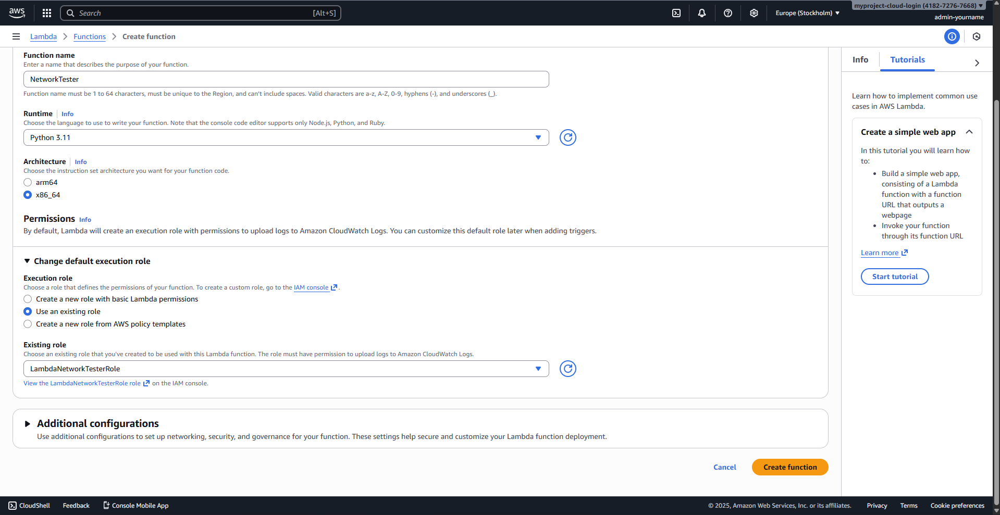 aws
Search
[Alt+S]
Europe (Stockholm)
myproject-cloud-login (4182-7276-7668)
admin-yourname
Lambda
Functions
Create function
Function name
Enter a name that describes the purpose of your function.
NetworkTester
Function name must be 1 to 64 characters, must be unique to the Region, and can't include spaces. Valid characters are a-z, A-Z, 0-9, hyphens (-), and underscores (_).
Runtime
Info
Choose the language to use to write your function. Note that the console code editor supports only Node.js, Python, and Ruby.
Python 3.11
Architecture
Info
Choose the instruction set architecture you want for your function code.
arm64
x86_64
Permissions
Info
By default, Lambda will create an execution role with permissions to upload logs to Amazon CloudWatch Logs. You can customize this default role later when adding triggers.
Change default execution role
Execution role
Choose a role that defines the permissions of your function. To create a custom role, go to the IAM console.
Create a new role with basic Lambda permissions
Use an existing role
Create a new role from AWS policy templates
Existing role
Choose an existing role that you've created to be used with this Lambda function. The role must have permission to upload logs to Amazon CloudWatch Logs.
LambdaNetworkTesterRole
View the LambdaNetworkTesterRole role on the IAM console.
Additional configurations
Use additional configurations to set up networking, security, and governance for your function. These settings help secure and customize your Lambda function deployment.
Cancel
Create function
Info
Tutorials
Learn how to implement common use
cases in AWS Lambda.
Create a simple web app
In this tutorial you will learn how
to:
• Build a simple web app,
consisting of a Lambda
function with a function
URL that outputs a
webpage
• Invoke your function
through its function URL
Learn more
Start tutorial
CloudShell
Feedback
Console Mobile App
© 2025, Amazon Web Services, Inc. or its affiliates.
Privacy
Terms
Cookie preferences